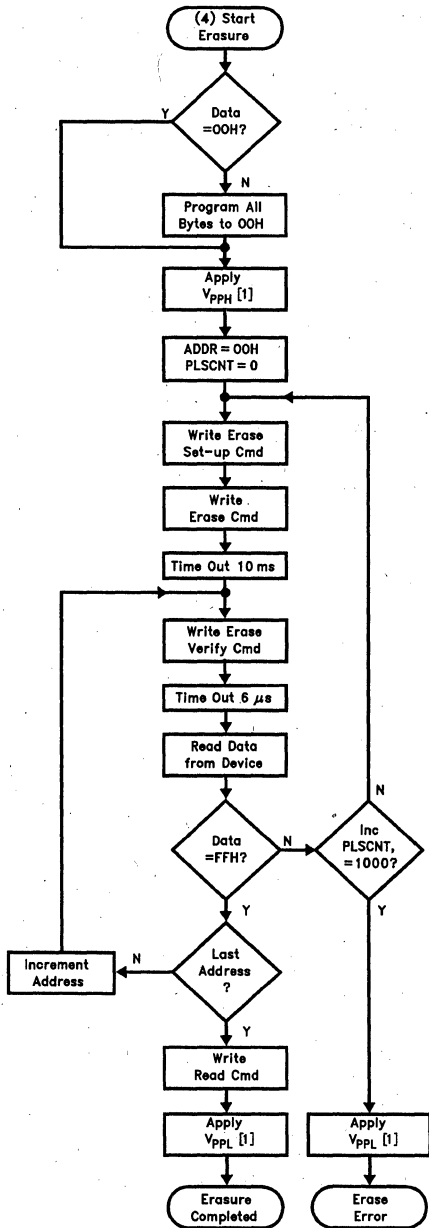 (4) Start
Erasure
Data
=00H?
Y
N
Program All
Bytes to 00H
Apply
VPPH [1]
ADDR = 00H
PLSCNT = 0
Write Erase
Set-up Cmd
Write
Erase Cmd
Time Out 10 ms
Write Erase
Verify Cmd
Time Out 6 μs
Read Data
from Device
Data
=FFH?
N
Y
Inc
PLSCNT,
=1000?
N
Y
Last
Address
?
N
Y
Increment
Address
Write
Read Cmd
Apply
VPPL [1]
Apply
VPPL [1]
Erasure
Completed
Erase
Error